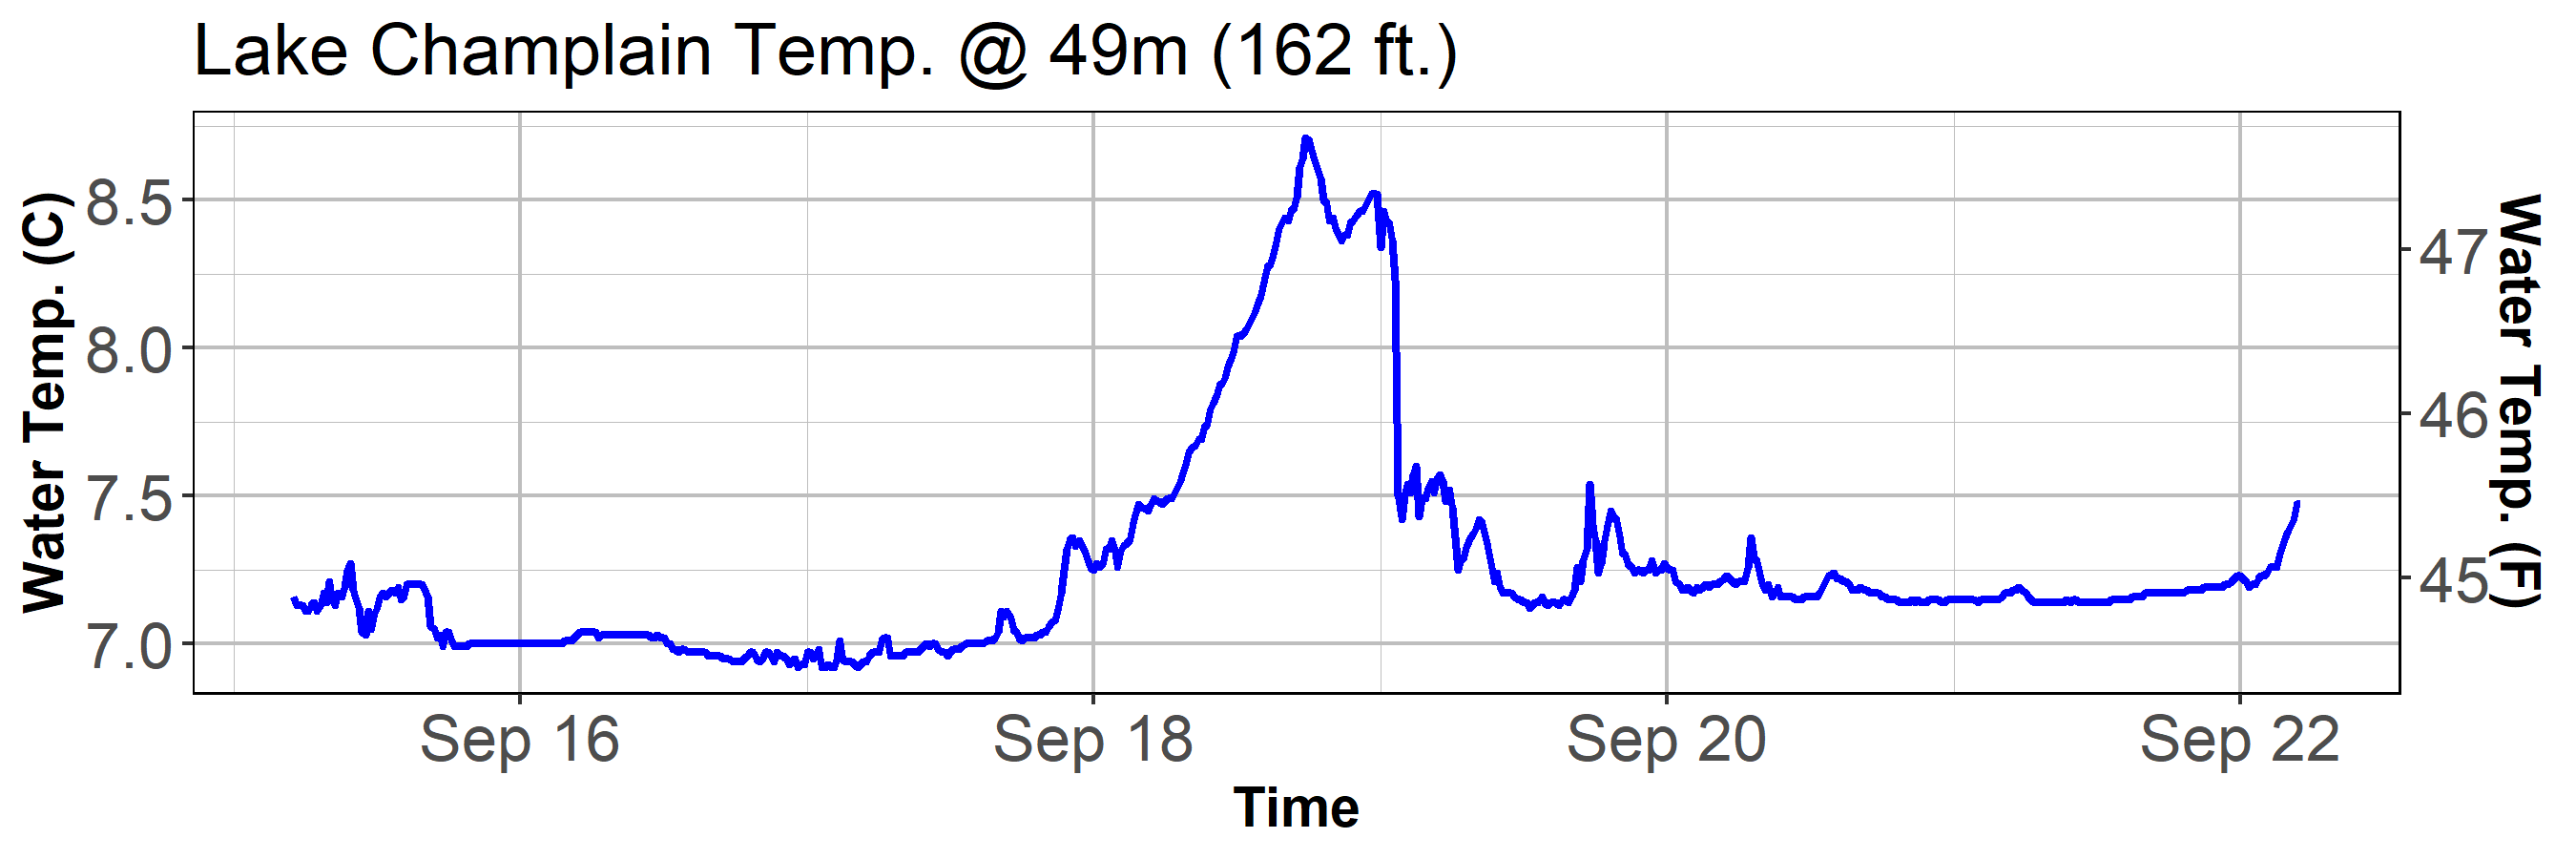 Lake Champlain Temp. @ 49m (162 ft.)
Water Temp. (C)
8.5
8.0
7.5
7.0
47
46
45
Water Temp. (F)
Sep 16 Sep 18 Sep 20 Sep 22
Time